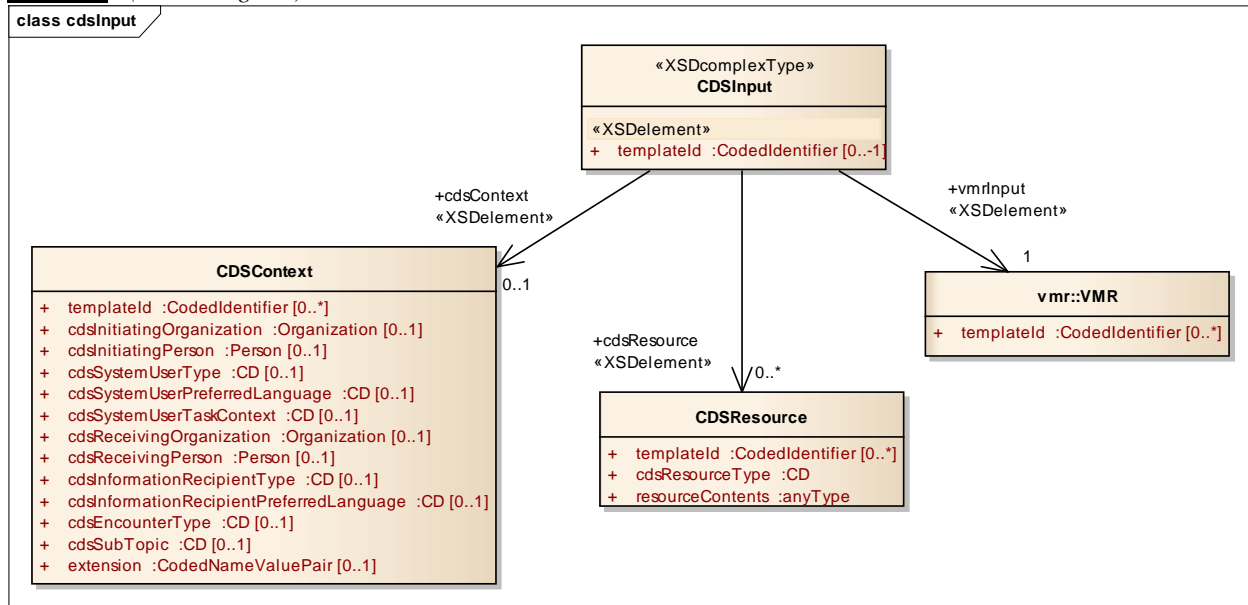 class cdsInput
«XSDcomplexType»
CDSInput
«XSDelement»
+ templateId :CodedIdentifier [0..-1]
+cdsContext
«XSDelement»
0..1
+vmrInput
«XSDelement»
1
+cdsResource
«XSDelement»
0..*
CDSContext
+ templateId :CodedIdentifier [0..*]
+ cdsInitiatingOrganization :Organization [0..1]
+ cdsInitiatingPerson :Person [0..1]
+ cdsSystemUserType :CD [0..1]
+ cdsSystemUserPreferredLanguage :CD [0..1]
+ cdsSystemUserTaskContext :CD [0..1]
+ cdsReceivingOrganization :Organization [0..1]
+ cdsReceivingPerson :Person [0..1]
+ cdsInformationRecipientType :CD [0..1]
+ cdsInformationRecipientPreferredLanguage :CD [0..1]
+ cdsEncounterType :CD [0..1]
+ cdsSubTopic :CD [0..1]
+ extension :CodedNameValuePair [0..1]
vmr::VMR
+ templateId :CodedIdentifier [0..*]
CDSResource
+ templateId :CodedIdentifier [0..*]
+ cdsResourceType :CD
+ resourceContents :anyType